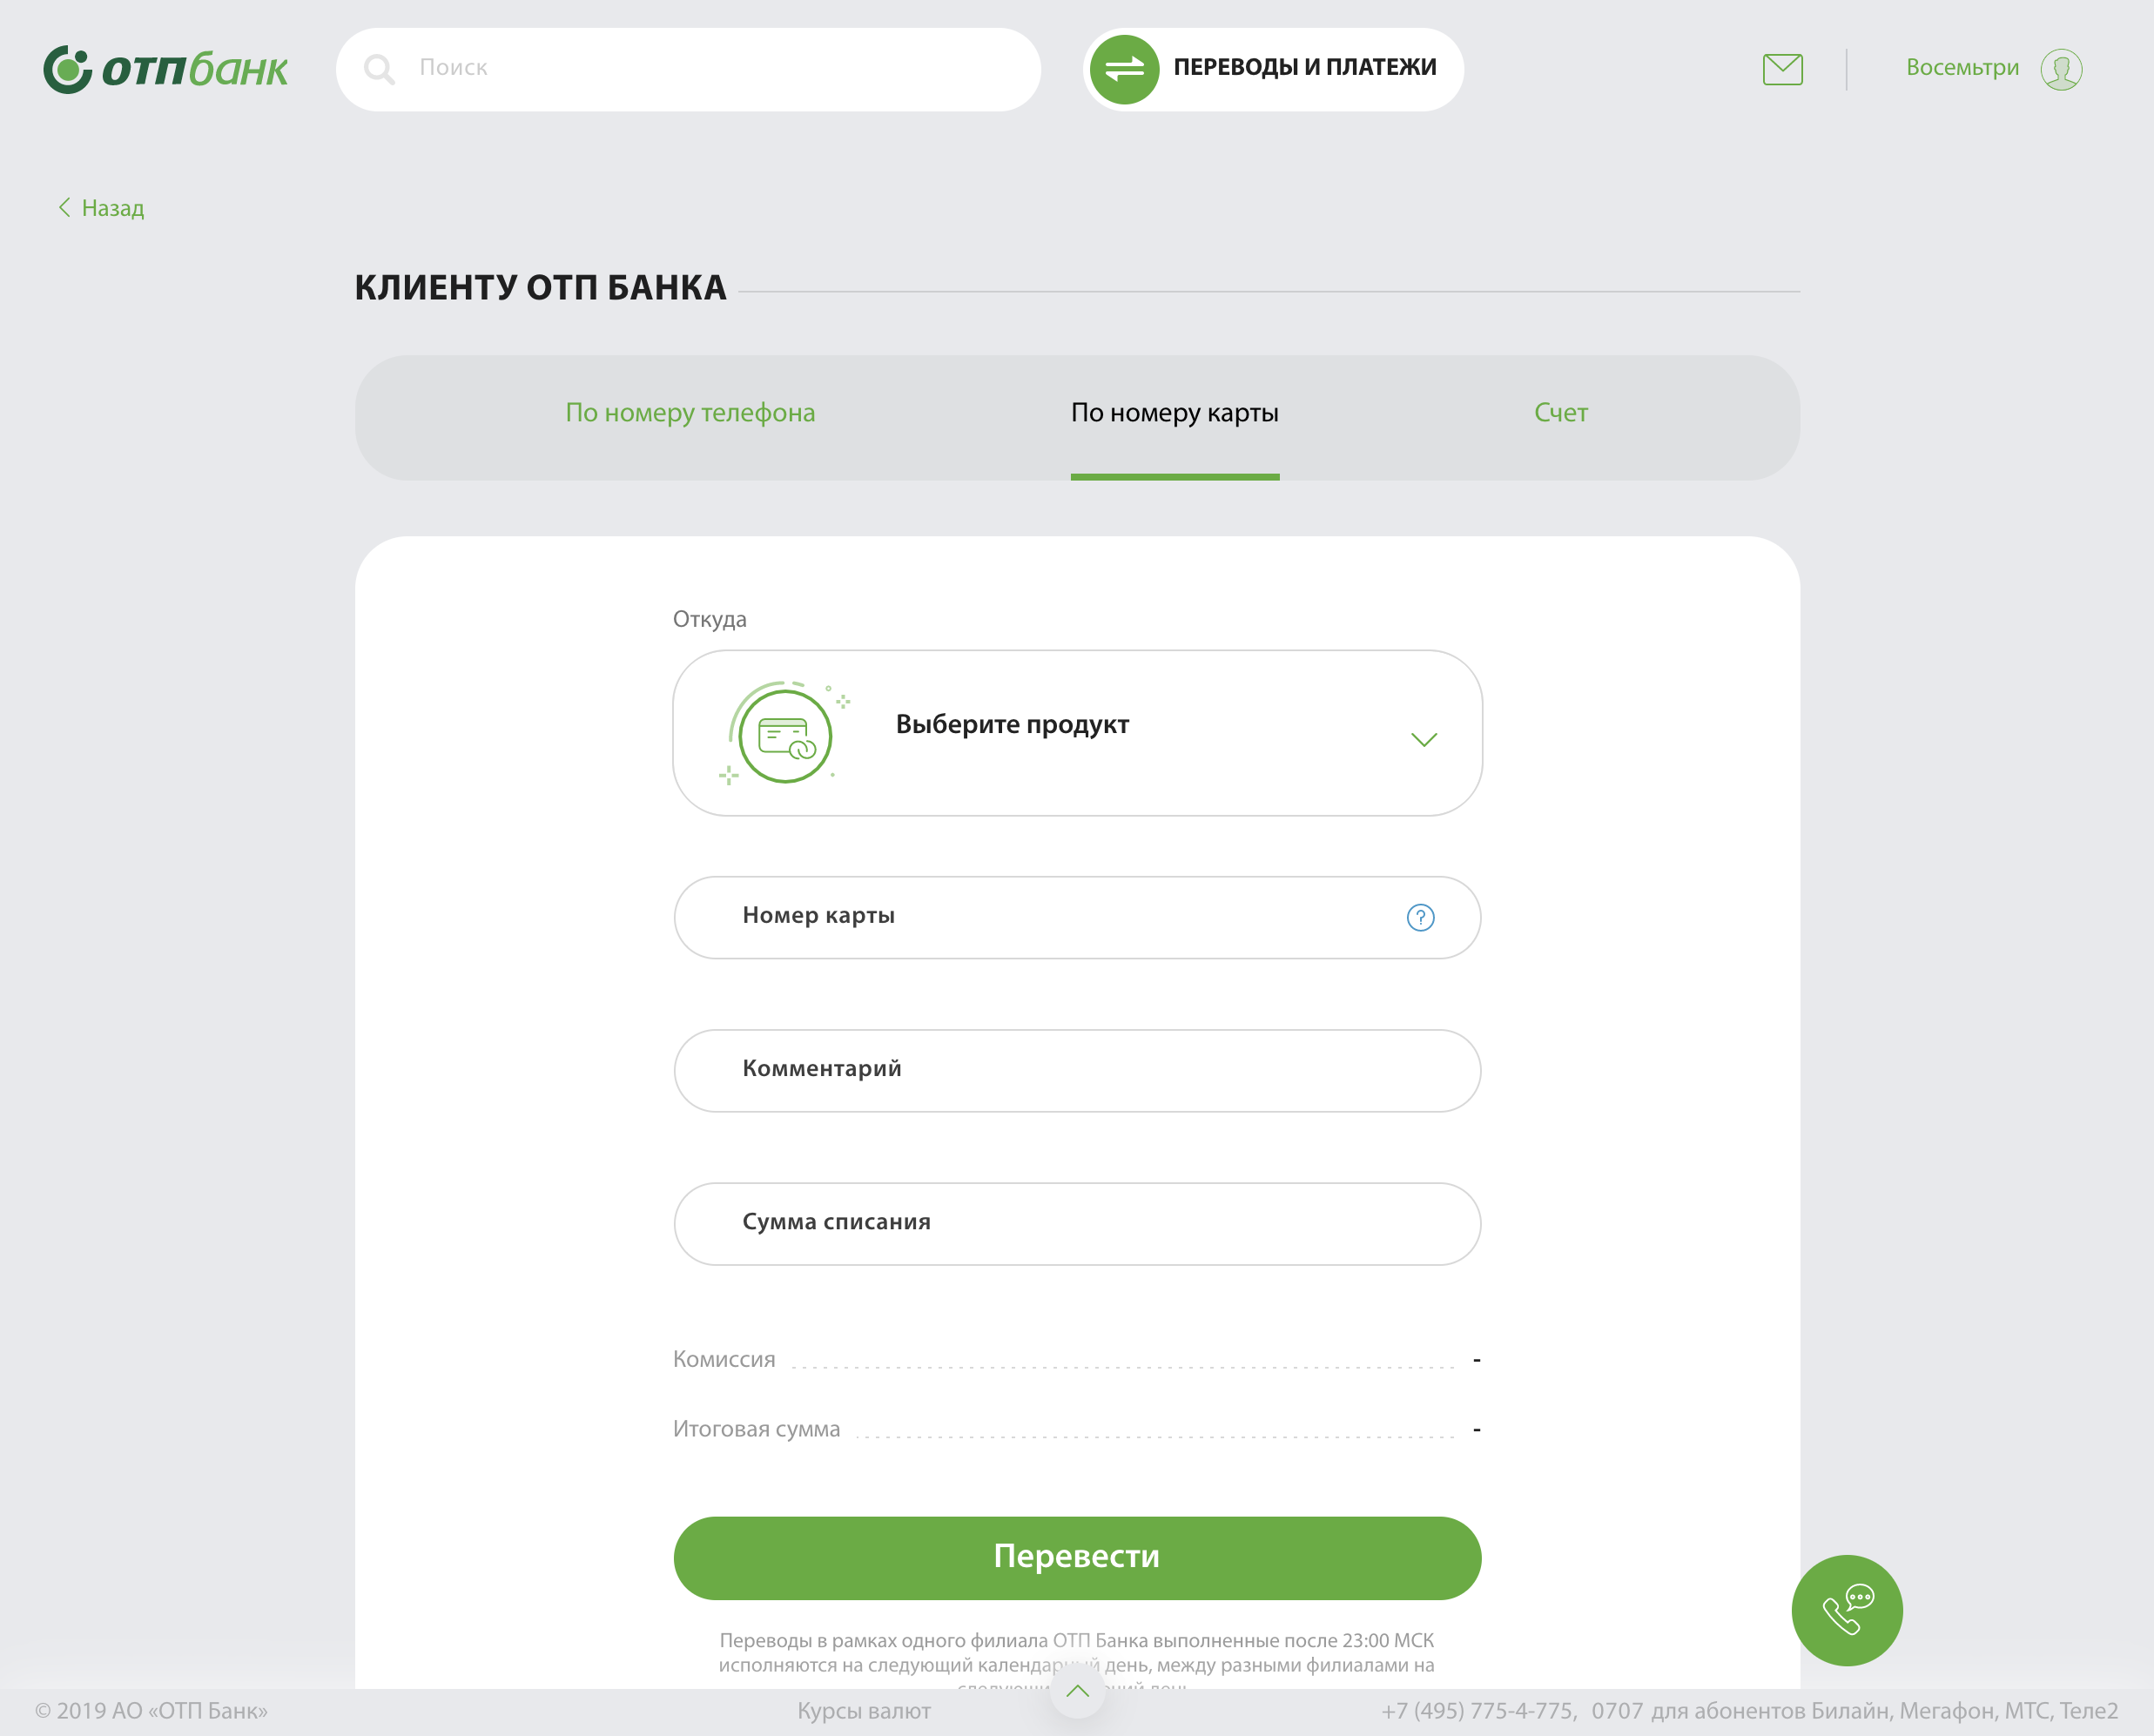 отпбанк
Поиск
ПЕРЕВОДЫ И ПЛАТЕЖИ
Восемьтри
Назад
КЛИЕНТУ ОТП БАНКА
По номеру телефона
По номеру карты
Счет
Откуда
Выберите продукт
Номер карты
?
Комментарий
Сумма списания
Комиссия -
Итоговая сумма -
Перевести
Переводы в рамках одного филиала ОТП Банка выполненные после 23:00 МСК
исполняются на следующий календарный день, между разными филиалами на
© 2019 АО «ОТП Банк»
Курсы валют
+7 (495) 775-4-775, 0707 для абонентов Билайн, Мегафон, МТС, Теле2